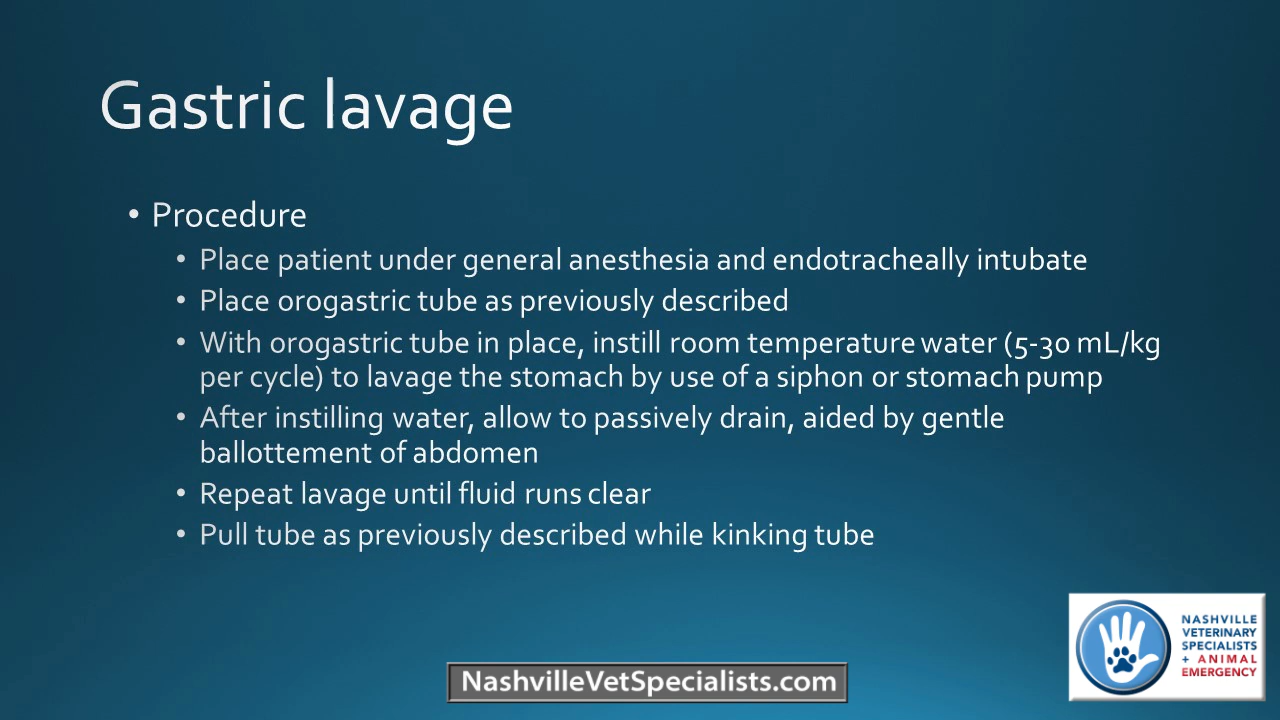 Gastric lavage
• Procedure
• Place patient under general anesthesia and endotracheally intubate
• Place orogastric tube as previously described
• With orogastric tube in place, instill room temperature water (5-30 mL/kg
per cycle) to lavage the stomach by use of a siphon or stomach pump
• After instilling water, allow to passively drain, aided by gentle
ballottement of abdomen
• Repeat lavage until fluid runs clear
• Pull tube as previously described while kinking tube
NASHVILLE
VETERINARY
SPECIALISTS
+ ANIMAL
EMERGENCY
NashvilleVetSpecialists.com